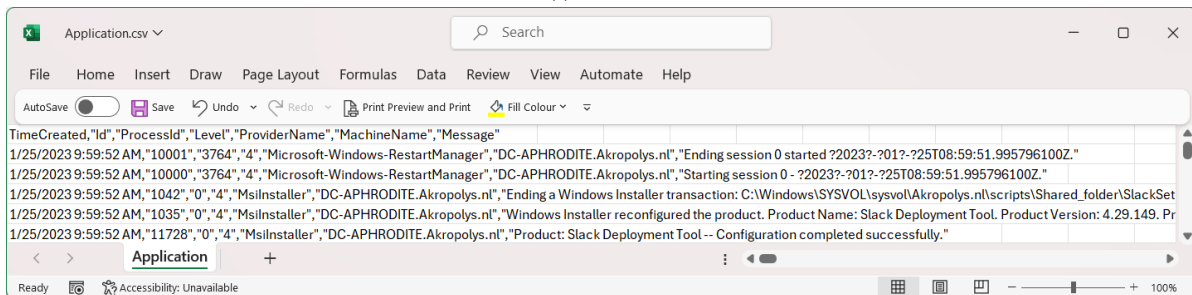 Application.csv
Search
File Home Insert Draw Page Layout Formulas Data Review View Automate Help
AutoSave Save Undo Redo Print Preview and Print Fill Colour
TimeCreated,"Id","ProcessId","Level","ProviderName","MachineName","Message"
1/25/2023 9:59:52 AM,"10001","3764","4","Microsoft-Windows-RestartManager","DC-APHRODITE.Akropolys.nl","Ending session 0 started ?2023?-?01?-?25T08:59:51.995796100Z."
1/25/2023 9:59:52 AM,"10000","3764","4","Microsoft-Windows-RestartManager","DC-APHRODITE.Akropolys.nl","Starting session 0 - ?2023?-?01?-?25T08:59:51.995796100Z."
1/25/2023 9:59:52 AM,"1042","0","4","MsiInstaller","DC-APHRODITE.Akropolys.nl","Ending a Windows Installer transaction: C:\Windows\SYSVOL\sysvol\Akropolys.nl\scripts\Shared_folder\SlackSet
1/25/2023 9:59:52 AM,"1035","0","4","MsiInstaller","DC-APHRODITE.Akropolys.nl","Windows Installer reconfigured the product. Product Name: Slack Deployment Tool. Product Version: 4.29.149. Pr
1/25/2023 9:59:52 AM,"11728","0","4","MsiInstaller","DC-APHRODITE.Akropolys.nl","Product: Slack Deployment Tool -- Configuration completed successfully."
Application
Ready Accessibility: Unavailable 100%